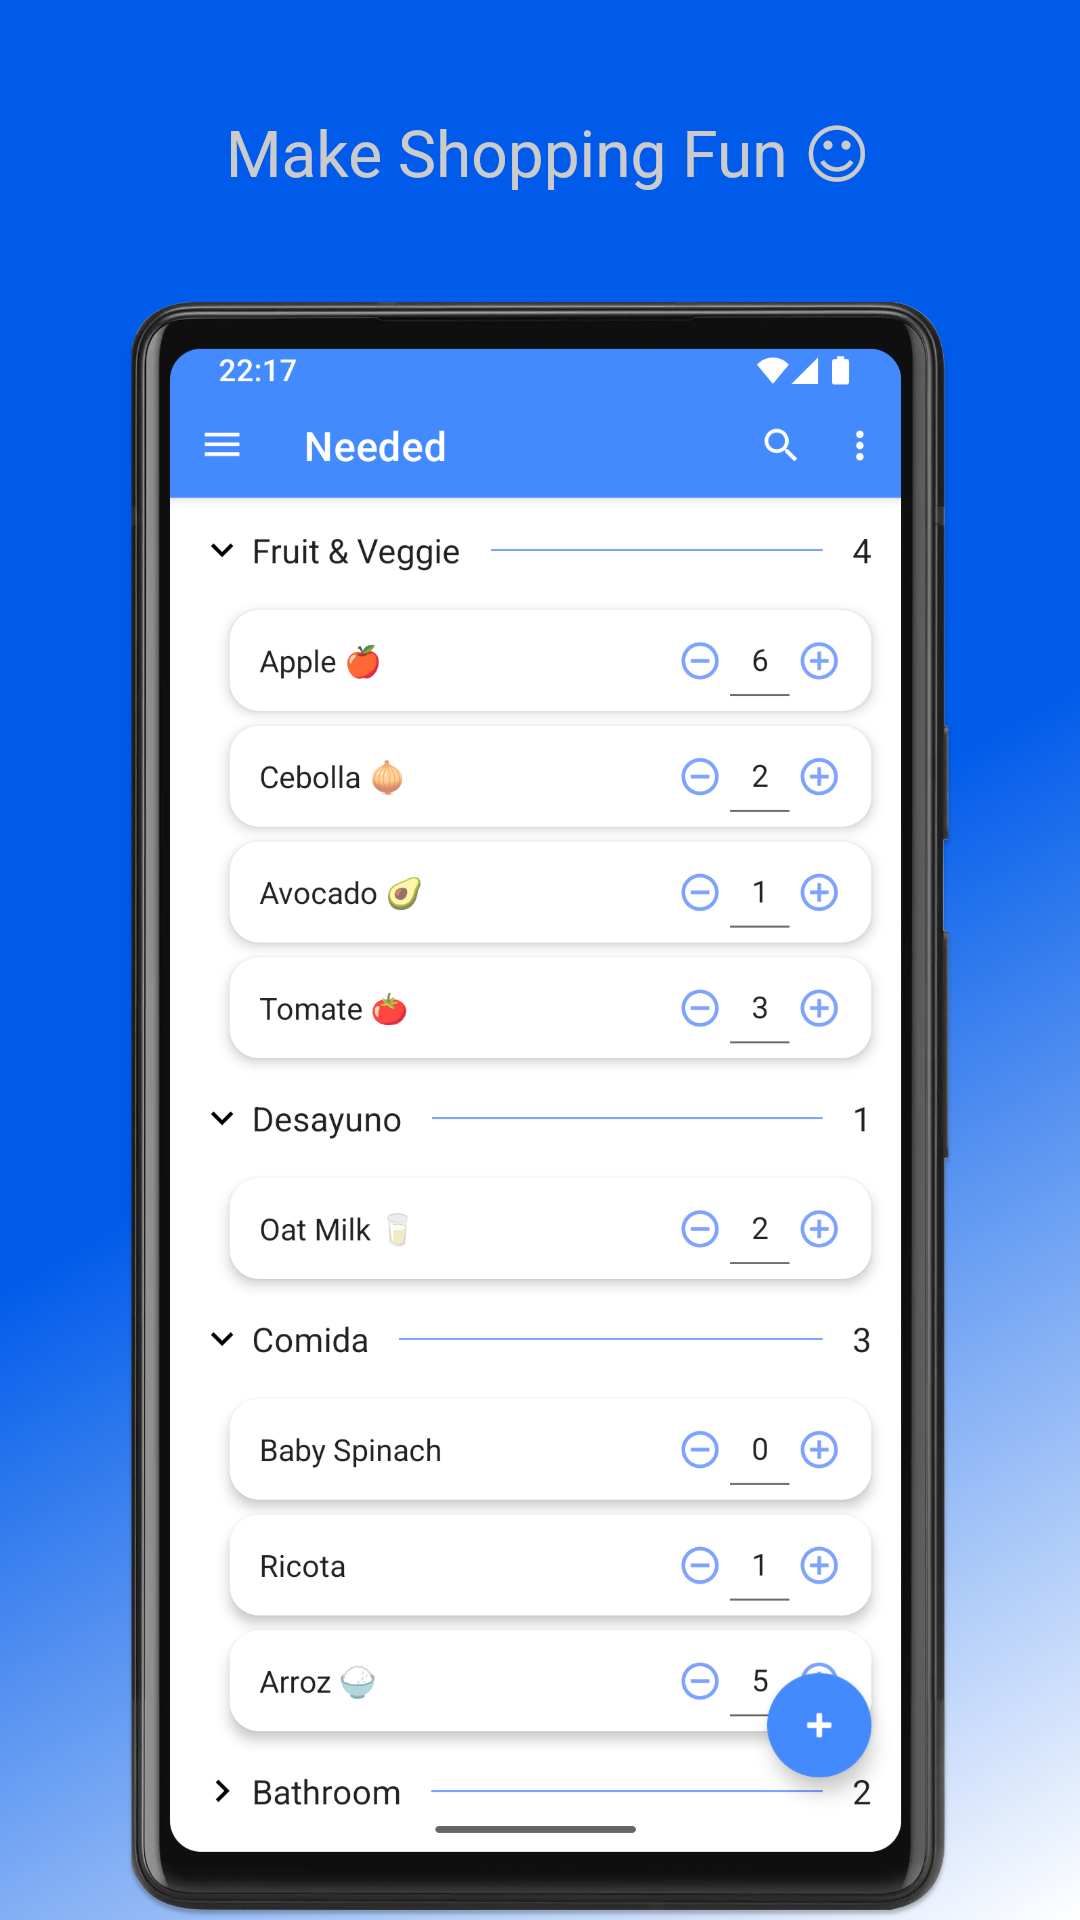 Make Shopping Fun ☺
22:17
Needed
Fruit & Veggie 4
Apple 🍎 6
Cebolla 🧅 2
Avocado 🥑 1
Tomate 🍅 3
Desayuno 1
Oat Milk 🥛 2
Comida 3
Baby Spinach 0
Ricota 1
Arroz 🍚 5
Bathroom 2